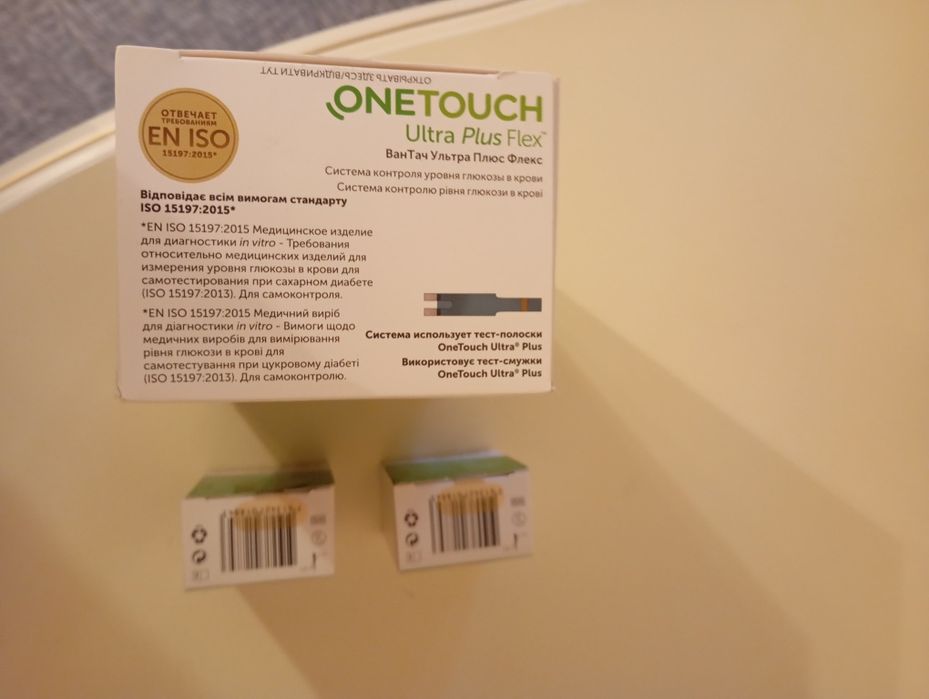 ОТКРЫВАТЬ ЗДЕСЬ/ВІДКРИВАТИ ТУТ
ОТВЕЧАЕТ
ТРЕБОВАНИЯМ
EN ISO
15197:2015*
ONETOUCH
Ultra Plus Flex™
ВанТач Ультра Плюс Флекс
Система контроля уровня глюкозы в крови
Система контролю рівня глюкози в крові
Відповідає всім вимогам стандарту
ISO 15197:2015*
*EN ISO 15197:2015 Медицинское изделие
для диагностики in vitro - Требования
относительно медицинских изделий для
измерения уровня глюкозы в крови для
самотестирования при сахарном диабете
(ISO 15197:2013). Для самоконтроля.
*EN ISO 15197:2015 Медичний виріб
для діагностики in vitro - Вимоги щодо
медичних виробів для вимірювання
рівня глюкози в крові для
самотестування при цукровому діабеті
(ISO 15197:2013). Для самоконтролю.
Система использует тест-полоски
OneTouch Ultra® Plus
Використовує тест-смужки
OneTouch Ultra® Plus